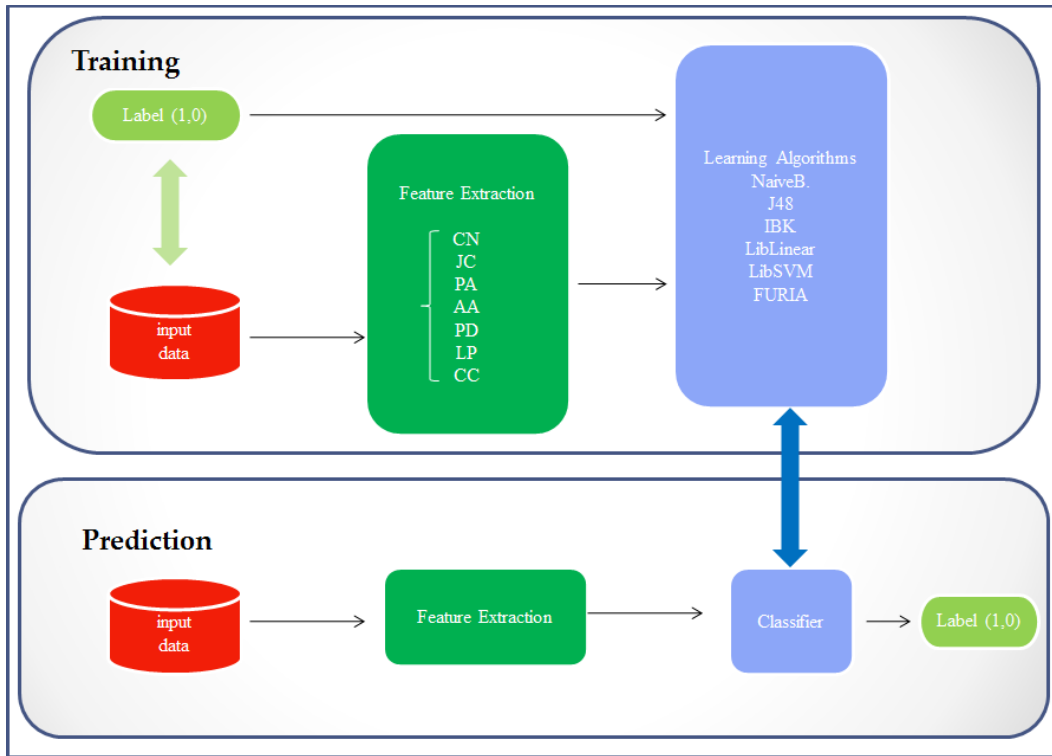 Training
Label (1,0)
input
data
Feature Extraction
CN
JC
PA
AA
PD
LP
CC
Learning Algorithms
NaiveB.
J48
IBK
LibLinear
LibSVM
FURIA
Prediction
input
data
Feature Extraction
Classifier
Label (1,0)